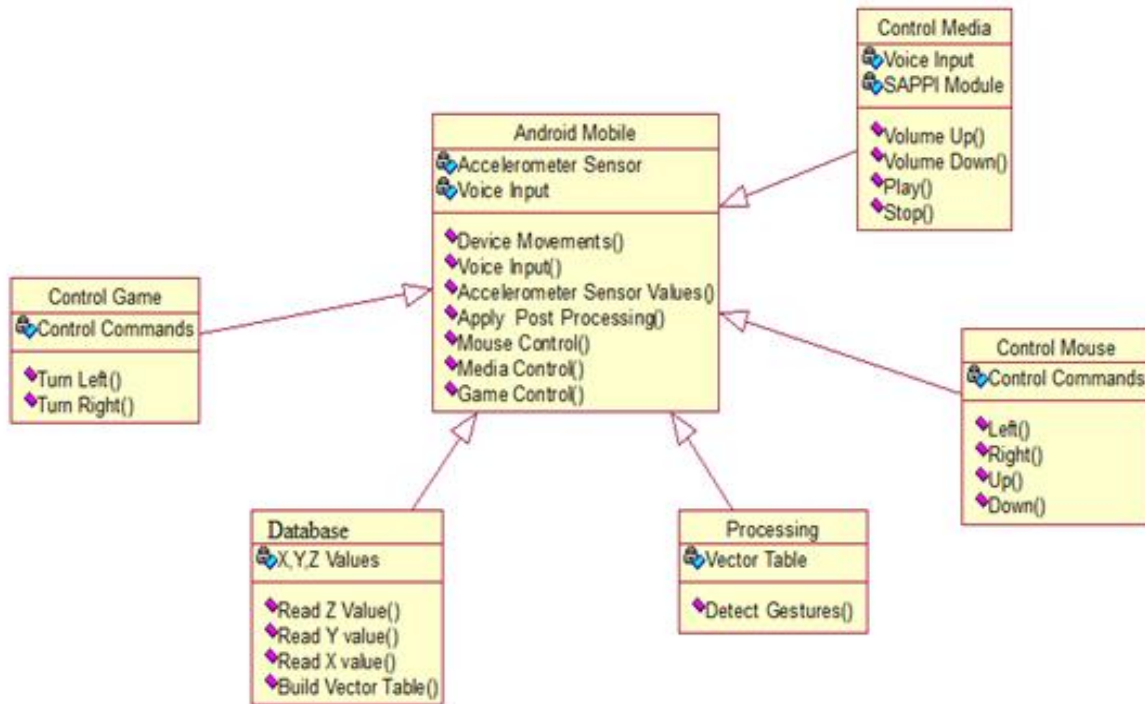 Control Media
Voice Input
SAPPI Module
Volume Up()
Volume Down()
Play()
Stop()
Android Mobile
Accelerometer Sensor
Voice Input
Device Movements()
Voice Input()
Accelerometer Sensor Values()
Apply Post Processing()
Mouse Control()
Media Control()
Game Control()
Control Game
Control Commands
Turn Left()
Turn Right()
Control Mouse
Control Commands
Left()
Right()
Up()
Down()
Database
X,Y,Z Values
Read Z Value()
Read Y value()
Read X value()
Build Vector Table()
Processing
Vector Table
Detect Gestures()